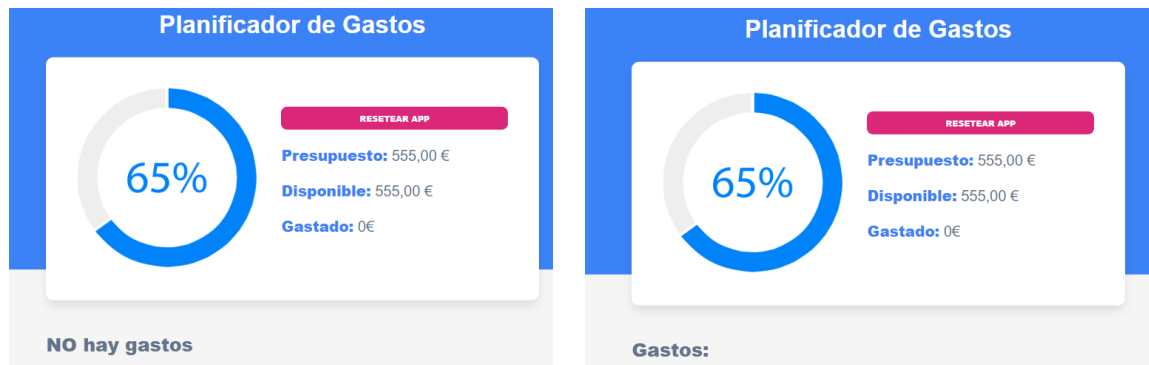 Planificador de Gastos
65%
RESETEAR APP
Presupuesto: 555,00 €
Disponible: 555,00 €
Gastado: 0€
NO hay gastos
Planificador de Gastos
65%
RESETEAR APP
Presupuesto: 555,00 €
Disponible: 555,00 €
Gastado: 0€
Gastos: